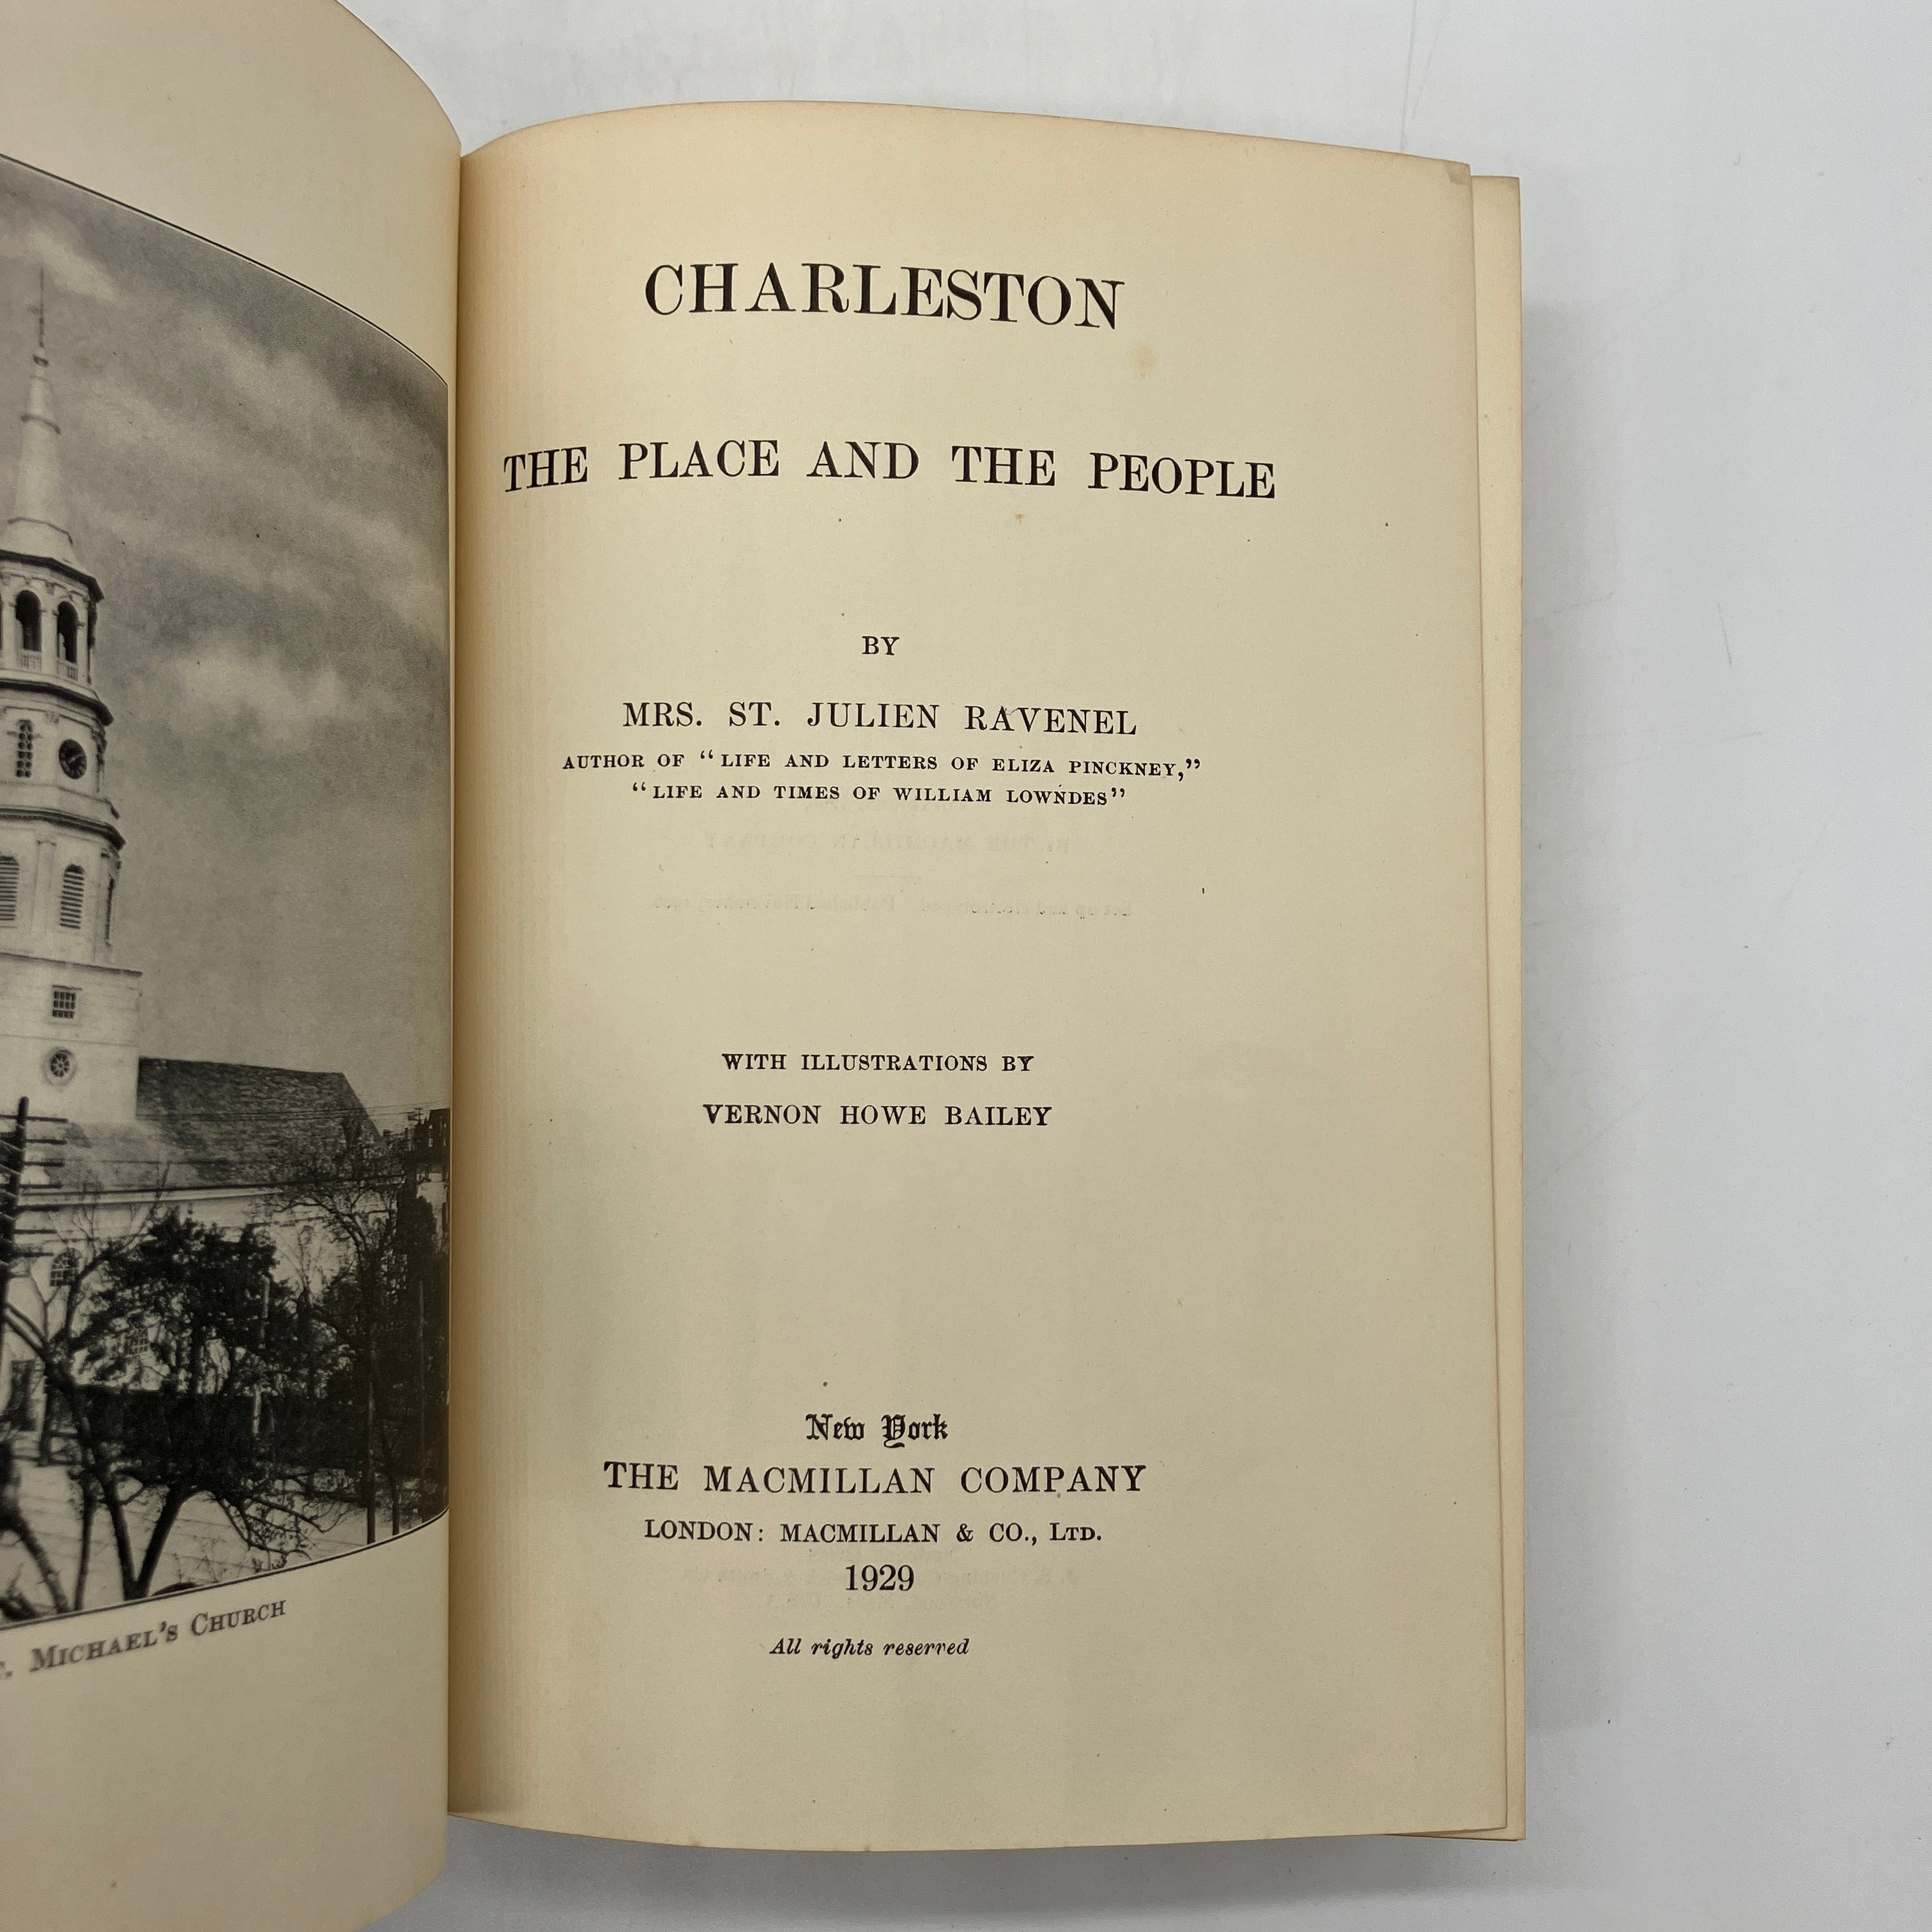 MICHAEL'S CHURCH
CHARLESTON
THE PLACE AND THE PEOPLE
BY
MRS. ST. JULIEN RAVENEL
AUTHOR OF "LIFE AND LETTERS OF ELIZA PINCKNEY,"
"LIFE AND TIMES OF WILLIAM LOWNDES"
WITH ILLUSTRATIONS BY
VERNON HOWE BAILEY
New York
THE MACMILLAN COMPANY
LONDON: MACMILLAN & CO., LTD.
1929
All rights reserved